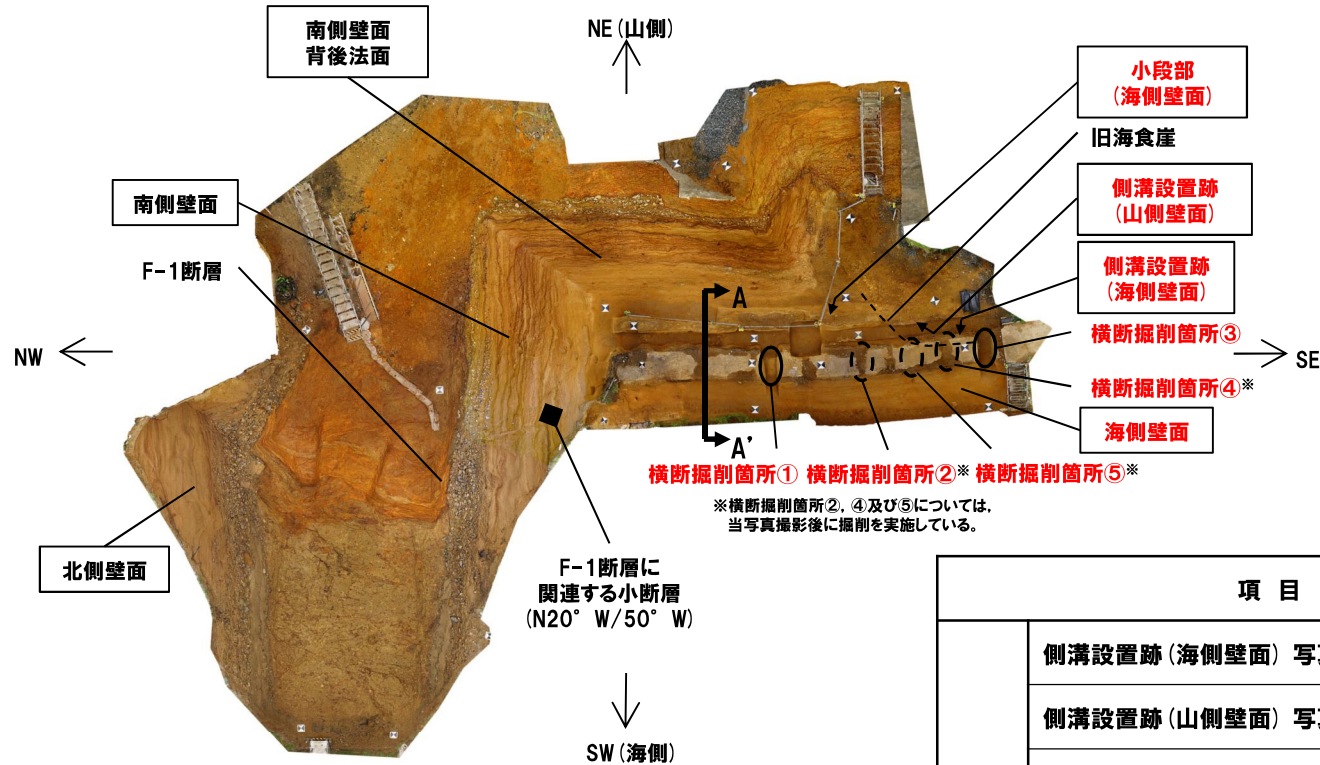 南側壁面
背後法面
NE(山側)
小段部
(海側壁面)
旧海食崖
側溝設置跡
(山側壁面)
南側壁面
側溝設置跡
(海側壁面)
F-1断層
A
横断掘削箇所③
NW
SE
横断掘削箇所④※
海側壁面
A'
横断掘削箇所① 横断掘削箇所②※ 横断掘削箇所⑤※
※横断掘削箇所②,④及び⑤については,
当写真撮影後に掘削を実施している。
北側壁面
F-1断層に
関連する小断層
(N20°W/50°W)
SW(海側)
項 目
側溝設置跡(海側壁面) 写
側溝設置跡(山側壁面) 写